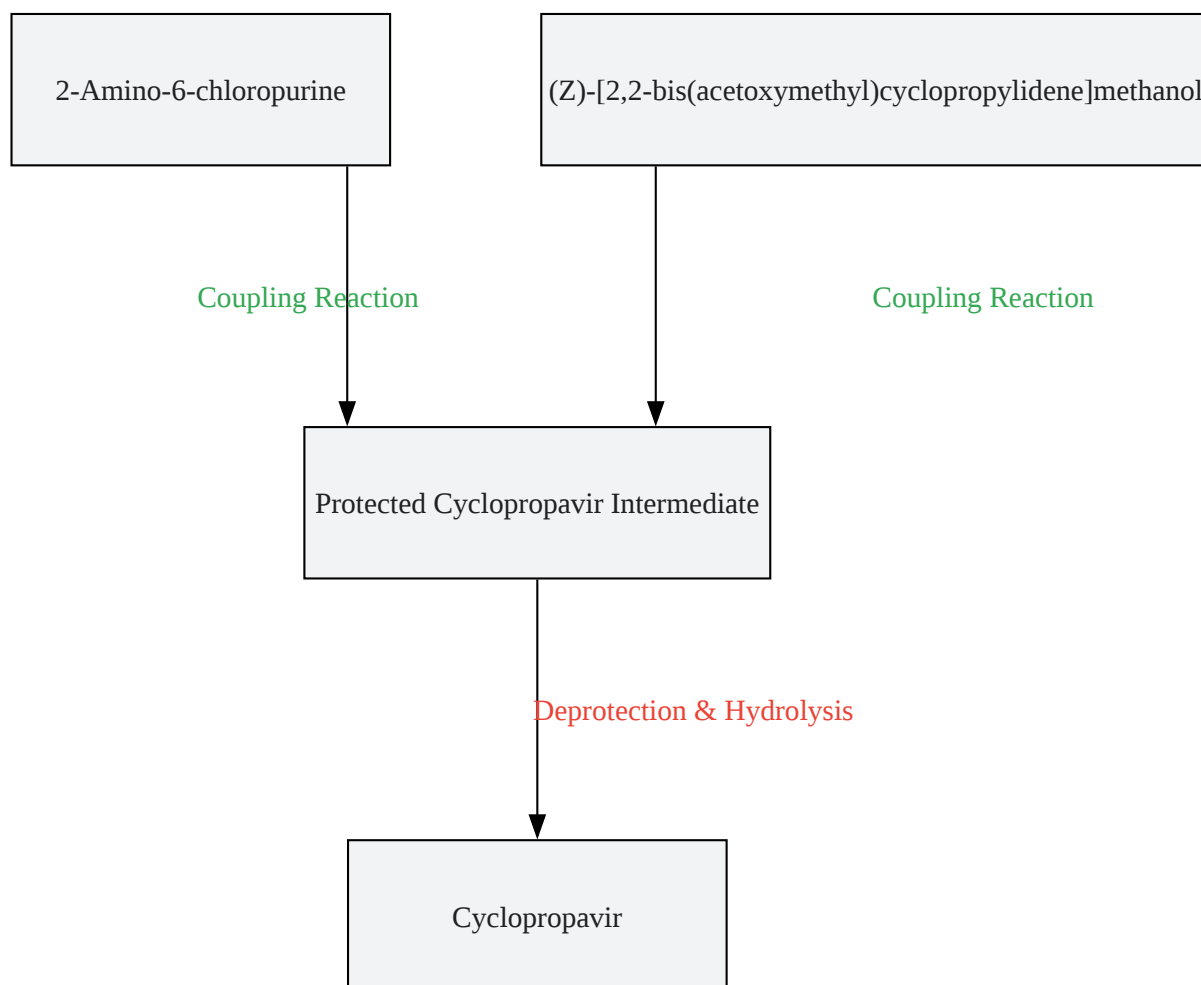 2-Amino-6-chloropurine
(Z)-[2,2-bis(acetoxymethyl)cyclopropylidene]methanol
Coupling Reaction
Coupling Reaction
Protected Cyclopropavir Intermediate
Deprotection & Hydrolysis
Cyclopropavir